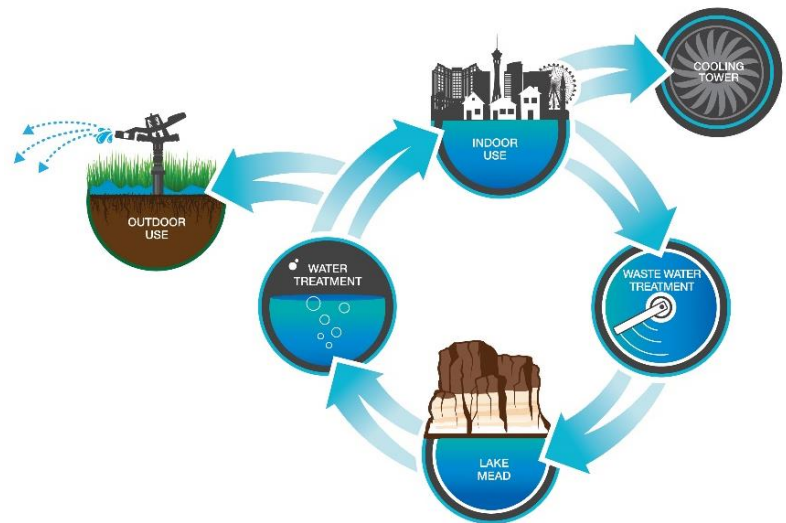 COOLING
TOWER
INDOOR
USE
OUTDOOR
USE
WATER
TREATMENT
WASTE WATER
TREATMENT
LAKE
MEAD